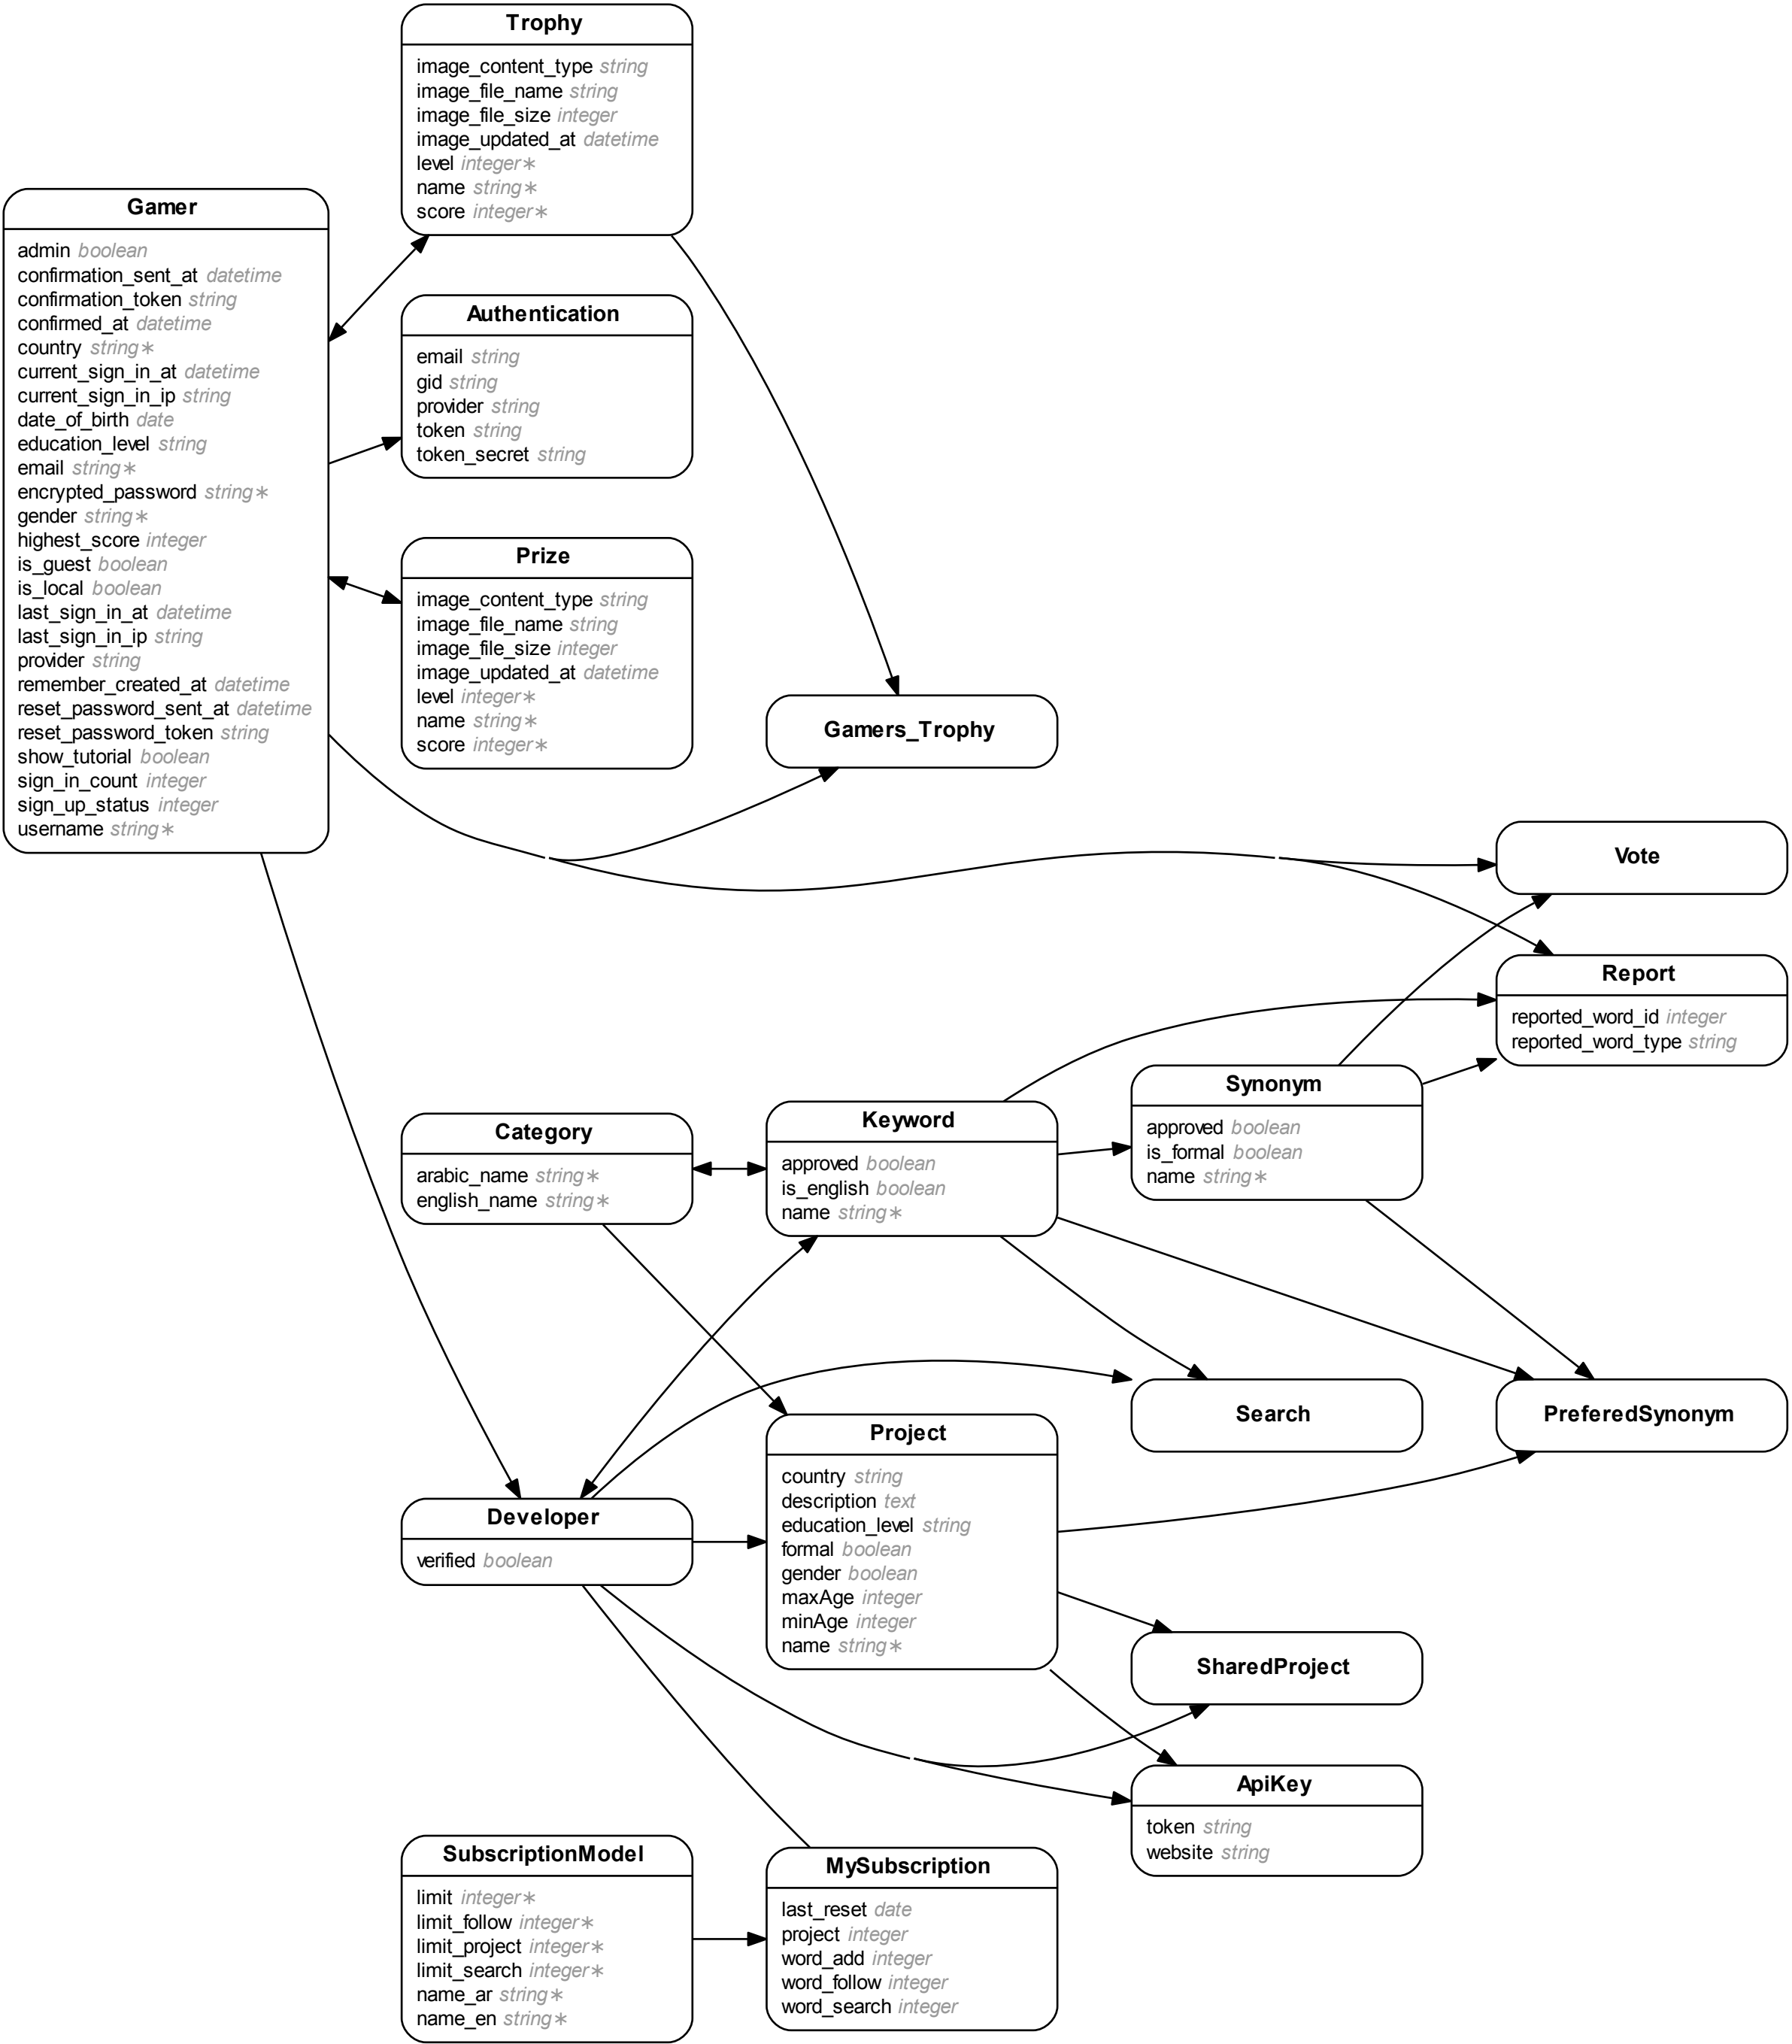 Trophy
image_content_type string
image_file_name string
image_file_size integer
image_updated_at datetime
level integer∗
name string∗
score integer∗
Gamer
admin boolean
confirmation_sent_at datetime
confirmation_token string
confirmed_at datetime
country string∗
current_sign_in_at datetime
current_sign_in_ip string
date_of_birth date
education_level string
email string∗
encrypted_password string∗
gender string∗
highest_score integer
is_guest boolean
is_local boolean
last_sign_in_at datetime
last_sign_in_ip string
provider string
remember_created_at datetime
reset_password_sent_at datetime
reset_password_token string
show_tutorial boolean
sign_in_count integer
sign_up_status integer
username string∗
Authentication
email string
gid string
provider string
token string
token_secret string
Prize
image_content_type string
image_file_name string
image_file_size integer
image_updated_at datetime
level integer∗
name string∗
score integer∗
Gamers_Trophy
Vote
Report
reported_word_id integer
reported_word_type string
Synonym
approved boolean
is_formal boolean
name string∗
Keyword
approved boolean
is_english boolean
name string∗
Category
arabic_name string∗
english_name string∗
Search
PreferedSynonym
Project
country string
description text
education_level string
formal boolean
gender boolean
maxAge integer
minAge integer
name string∗
Developer
verified boolean
SharedProject
ApiKey
token string
website string
SubscriptionModel
limit integer∗
limit_follow integer∗
limit_project integer∗
limit_search integer∗
name_ar string∗
name_en string∗
MySubscription
last_reset date
project integer
word_add integer
word_follow integer
word_search integer